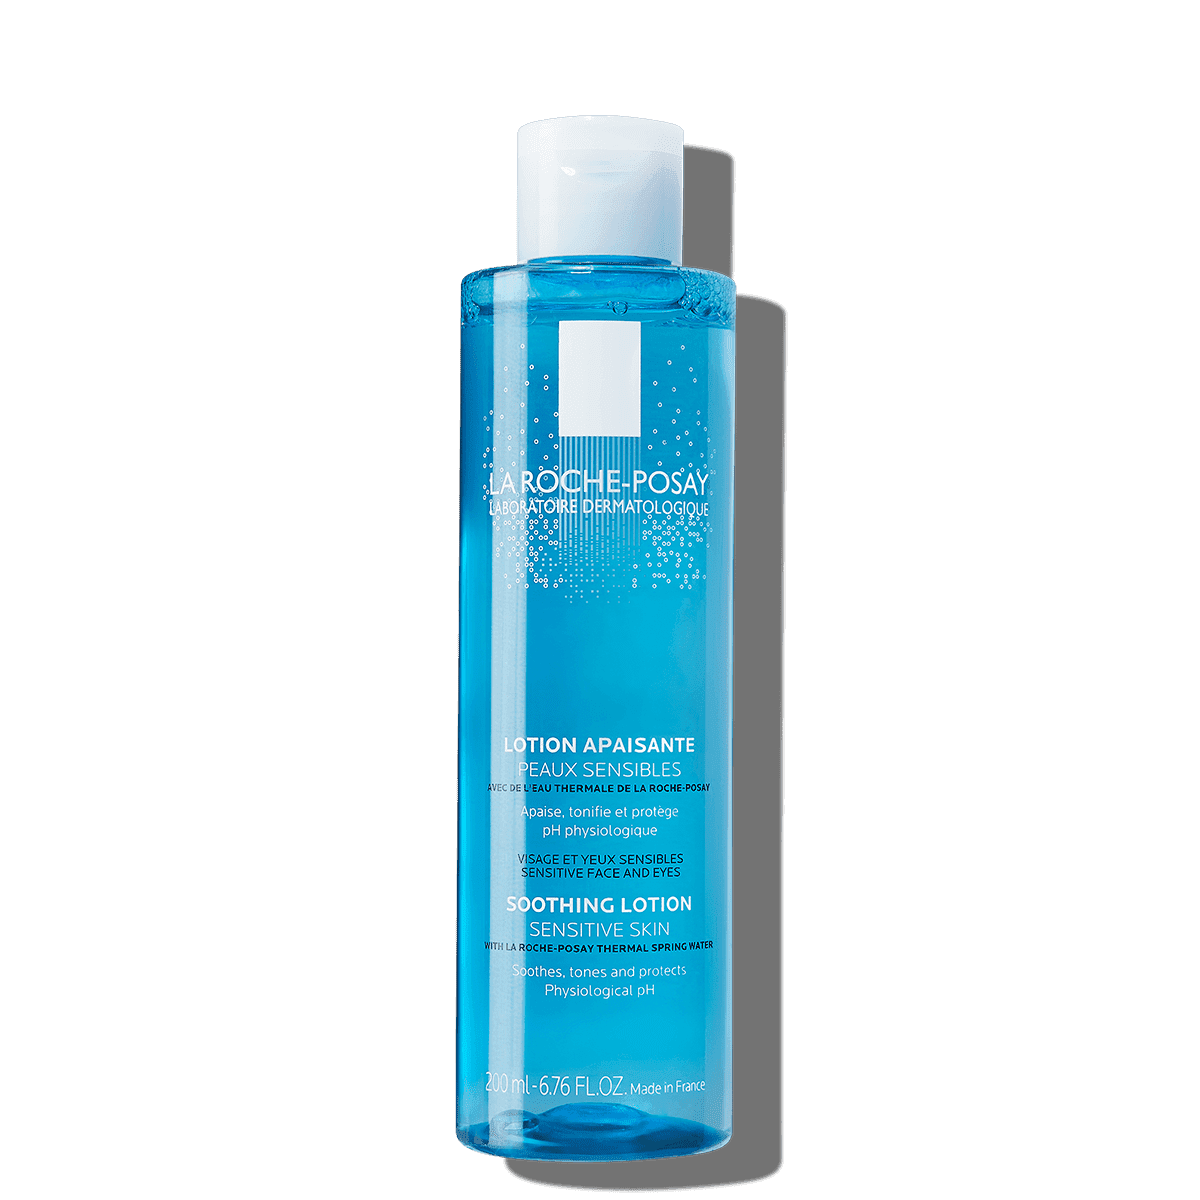 LA ROCHE-POSAY
LABORATOIRE DERMATOLOGIQUE
LOTION APAISANTE
PEAUX SENSIBLES
AVEC DE L'EAU THERMALE DE LA ROCHE-POSAY
Apaise, tonifie et protège
pH physiologique
VISAGE ET YEUX SENSIBLES
SENSITIVE FACE AND EYES
SOOTHING LOTION
SENSITIVE SKIN
WITH LA ROCHE-POSAY THERMAL SPRING WATER
Soothes, tones and protects
Physiological pH
200 ml-6.76 FL.OZ. Made in France